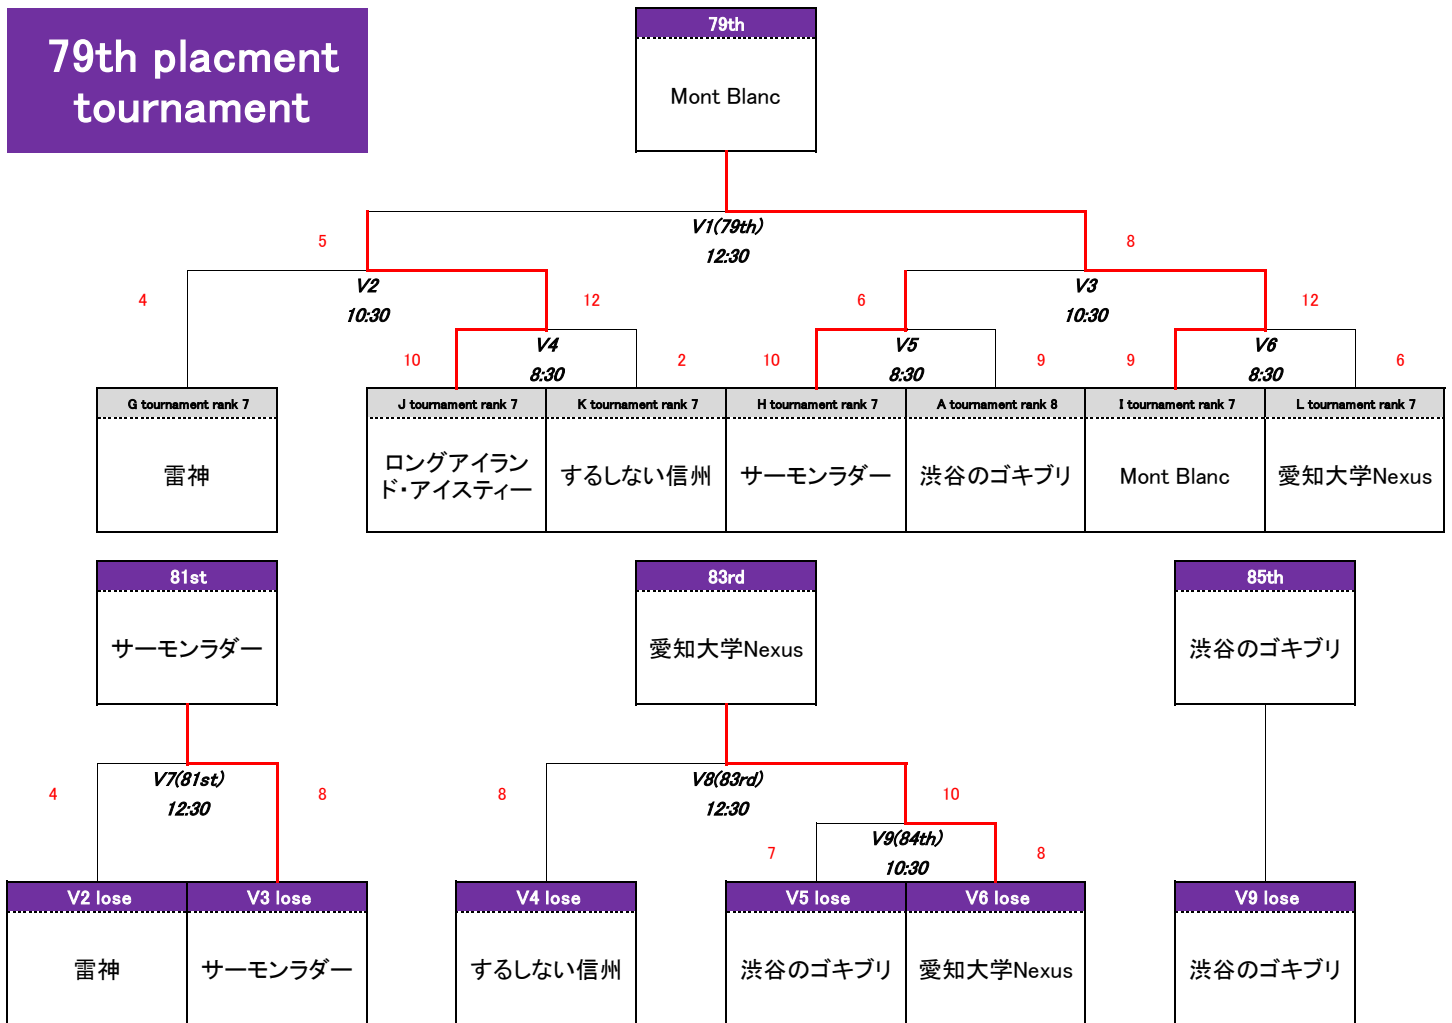 79th placment
tournament
79th
Mont Blanc
V1(79th)
12:30
5
8
V2
10:30
V3
10:30
4
12
6
12
V4
8:30
V5
8:30
V6
8:30
10
2
10
9
9
6
G tournament rank 7
J tournament rank 7
K tournament rank 7
H tournament rank 7
A tournament rank 8
I tournament rank 7
L tournament rank 7
雷神
ロングアイラン
ド・アイスティー
するしない信州
サーモンラダー
渋谷のゴキブリ
Mont Blanc
愛知大学Nexus
81st
83rd
85th
サーモンラダー
愛知大学Nexus
渋谷のゴキブリ
V7(81st)
12:30
V8(83rd)
12:30
4
8
8
10
V9(84th)
10:30
7
8
V2 lose
V3 lose
V4 lose
V5 lose
V6 lose
V9 lose
雷神
サーモンラダー
するしない信州
渋谷のゴキブリ
愛知大学Nexus
渋谷のゴキブリ